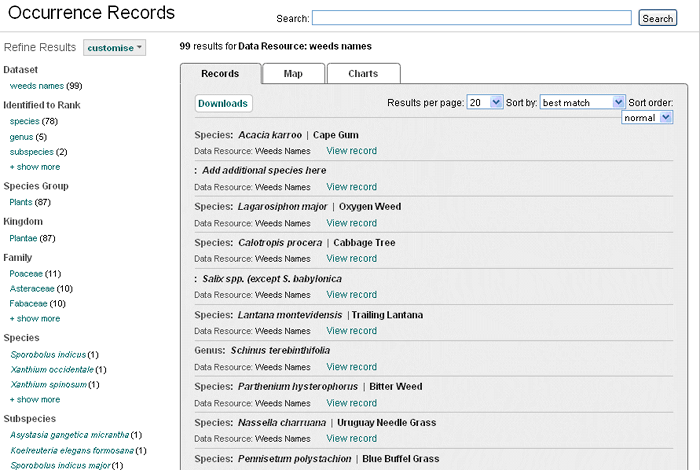 Occurrence Records
Search:
Search
Refine Results customise
99 results for Data Resource: weeds names
Dataset
weeds names (99)
Identified to Rank
species (78)
genus (5)
subspecies (2)
+ show more
Species Group
Plants (87)
Kingdom
Plantae (87)
Family
Poaceae (11)
Asteraceae (10)
Fabaceae (10)
+ show more
Species
Sporobolus indicus (1)
Xanthium occidentale (1)
Xanthium spinosum (1)
+ show more
Subspecies
Asystasia gangetica micrantha (1)
Koelreuteria elegans formosana (1)
Sporobolus indicus major (1)
Records Map Charts
Downloads
Results per page: 20 Sort by: best match Sort order:
normal
Species: Acacia karroo | Cape Gum
Data Resource: Weeds Names View record
: Add additional species here
Data Resource: Weeds Names View record
Species: Lagarosiphon major | Oxygen Weed
Data Resource: Weeds Names View record
Species: Calotropis procera | Cabbage Tree
Data Resource: Weeds Names View record
: Salix spp. (except S. babylonica
Data Resource: Weeds Names View record
Species: Lantana montevidensis | Trailing Lantana
Data Resource: Weeds Names View record
Genus: Schinus terebinthifolia
Data Resource: Weeds Names View record
Species: Parthenium hysterophorus | Bitter Weed
Data Resource: Weeds Names View record
Species: Nassella charruana | Uruguay Needle Grass
Data Resource: Weeds Names View record
Species: Pennisetum polystachion | Blue Buffel Grass